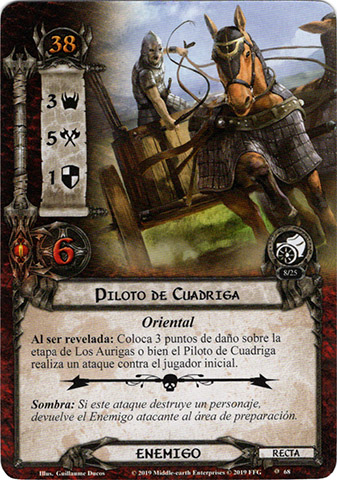 38
3
5
1
6
8/25
Piloto de Cuadriga
Oriental
Al ser revelada: Coloca 3 puntos de daño sobre la
etapa de Los Aurigas o bien el Piloto de Cuadriga
realiza un ataque contra el jugador inicial.
Sombra: Si este ataque destruye un personaje,
devuelve el Enemigo atacante al área de preparación.
ENEMIGO
RECTA
Illus. Guillaume Ducos
© 2019 Middle-earth Enterprises © 2019 FFG
68